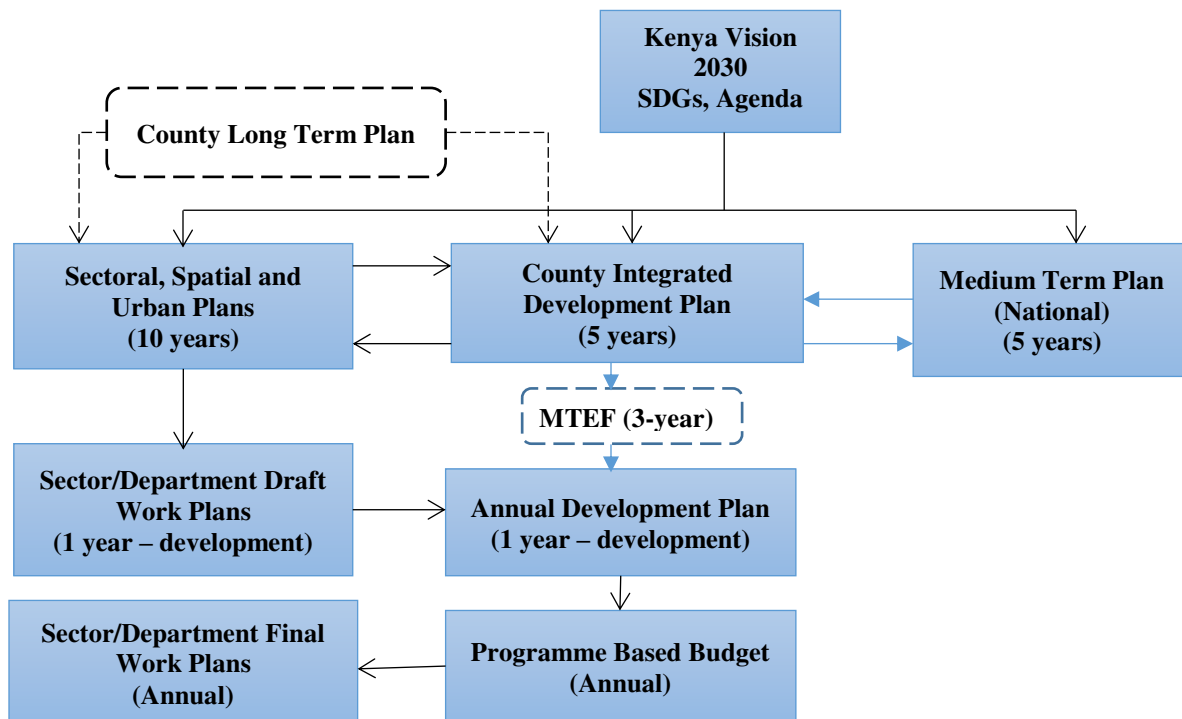 Kenya Vision
2030
SDGs, Agenda
County Long Term Plan
Sectoral, Spatial and
Urban Plans
(10 years)
County Integrated
Development Plan
(5 years)
Medium Term Plan
(National)
(5 years)
MTEF (3-year)
Sector/Department Draft
Work Plans
(1 year – development)
Annual Development Plan
(1 year – development)
Sector/Department Final
Work Plans
(Annual)
Programme Based Budget
(Annual)